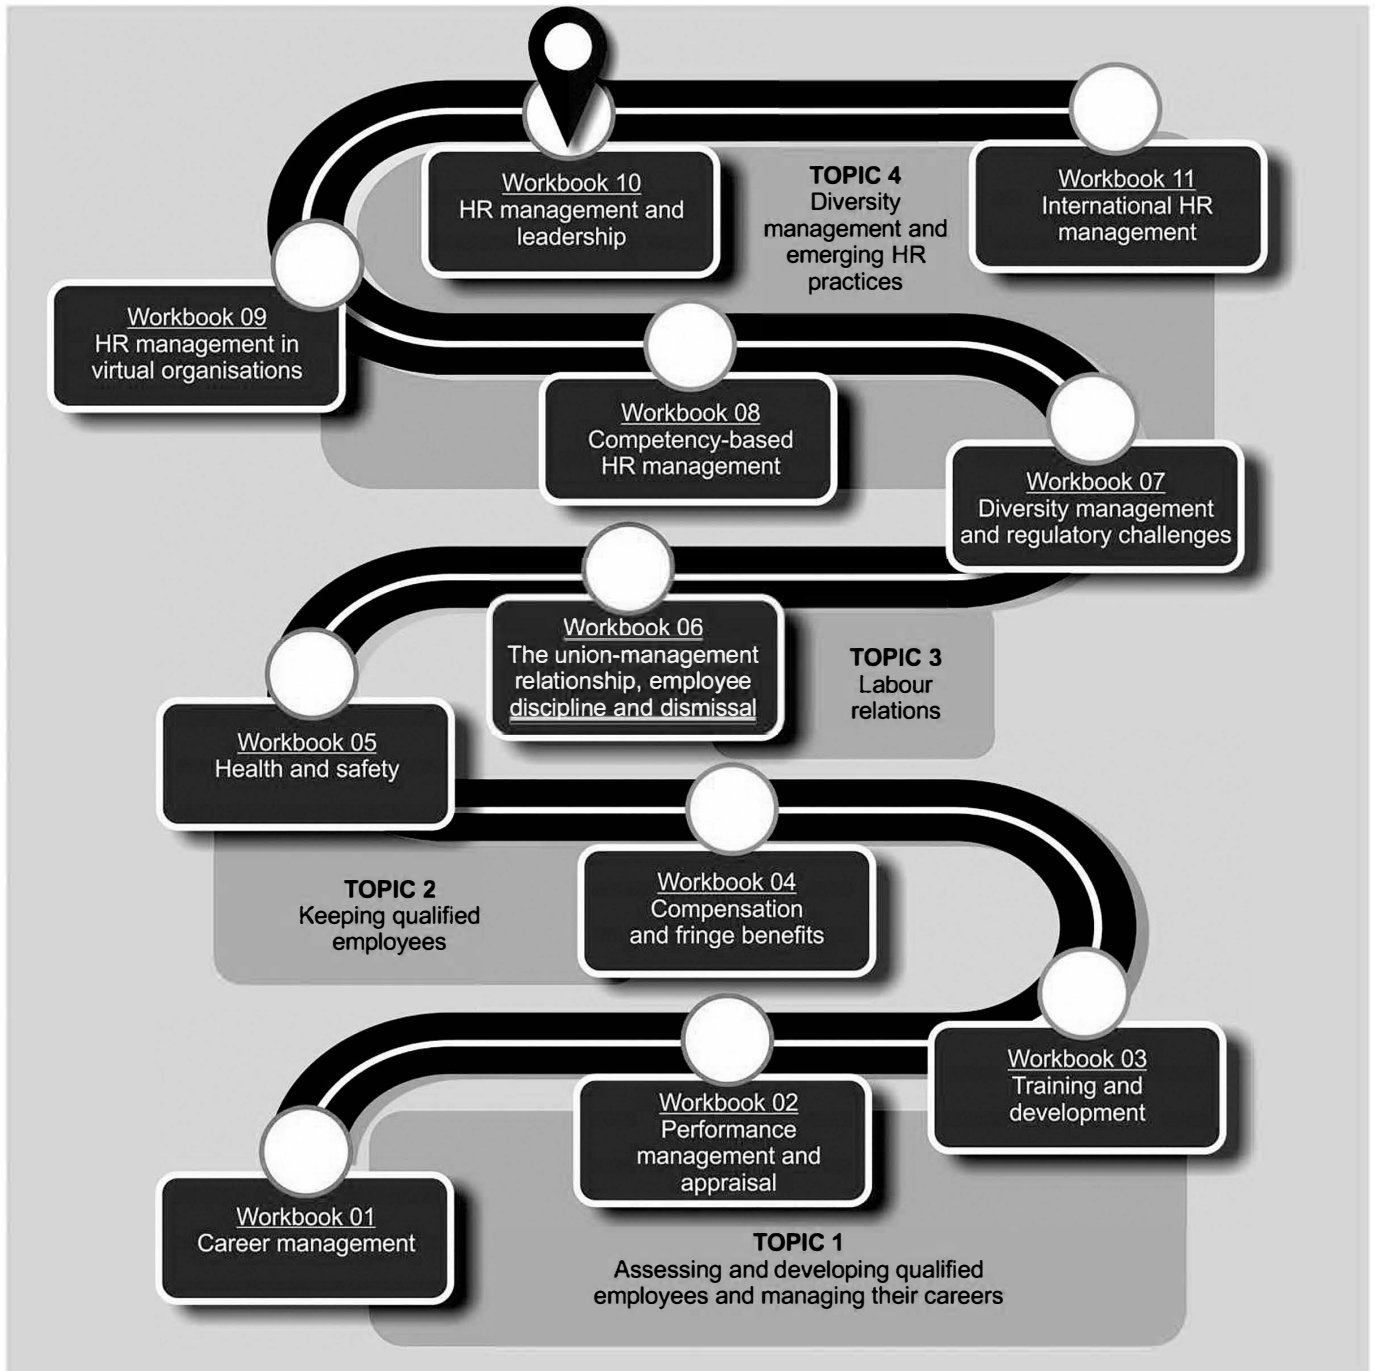 Workbook 10
HR management and
leadership
TOPIC 4
Diversity
management and
emerging HR
practices
Workbook 11
International HR
management
Workbook 09
HR management in
virtual organisations
Workbook 08
Competency-based
HR management
Workbook 07
Diversity management
and regulatory challenges
Workbook 06
The union-management
relationship, employee
discipline and dismissal
TOPIC 3
Labour
relations
Workbook 05
Health and safety
TOPIC 2
Keeping qualified
employees
Workbook 04
Compensation
and fringe benefits
Workbook 03
Training and
development
Workbook 02
Performance
management and
appraisal
Workbook 01
Career management
TOPIC 1
Assessing and developing qualified
employees and managing their careers